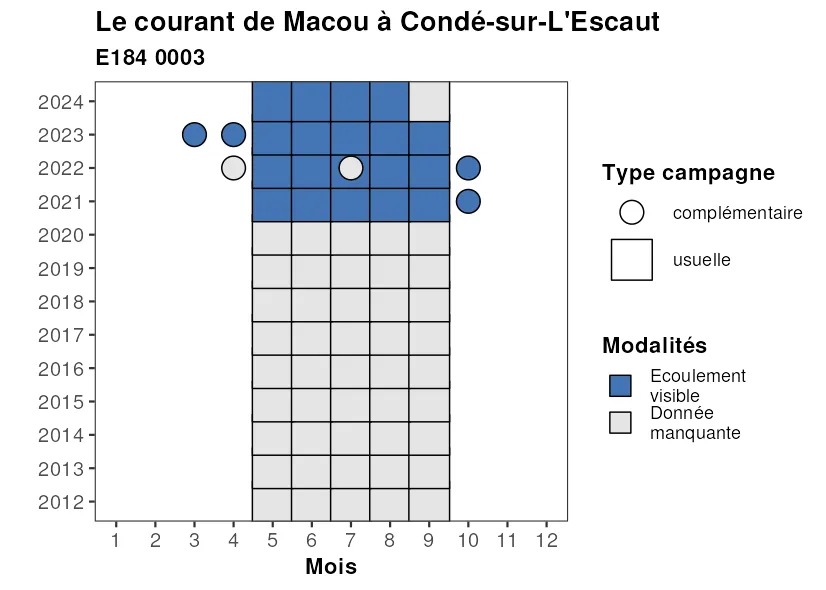 Le courant de Macou à Condé-sur-L'Escaut
E184 0003
2024
2023
2022
2021
2020
2019
2018
2017
2016
2015
2014
2013
2012
1 2 3 4 5 6 7 8 9 10 11 12
Mois
Type campagne
complémentaire
usuelle
Modalités
Ecoulement
visible
Donnée
manquante